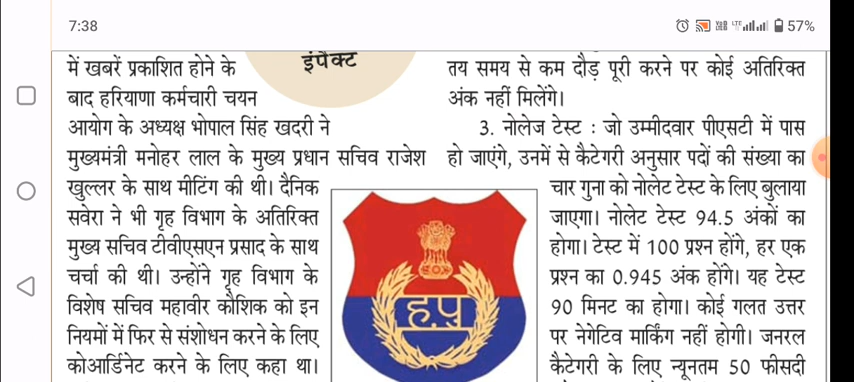 7:38
57%
इंपैक्ट
में खबरें प्रकाशित होने के
बाद हरियाणा कर्मचारी चयन
आयोग के अध्यक्ष भोपाल सिंह खदरी ने
मुख्यमंत्री मनोहर लाल के मुख्य प्रधान सचिव राजेश
खुल्लर के साथ मीटिंग की थी। दैनिक
सवेरा ने भी गृह विभाग के अतिरिक्त
मुख्य सचिव टीवीएसएन प्रसाद के साथ
चर्चा की थी। उन्होंने गृह विभाग के
विशेष सचिव महावीर कौशिक को इन
नियमों में फिर से संशोधन करने के लिए
कोआर्डिनेट करने के लिए कहा था।
ह.पु
तय समय से कम दौड़ पूरी करने पर कोई अतिरिक्त
अंक नहीं मिलेंगे।
3. नोलेज टेस्ट : जो उम्मीदवार पीएसटी में पास
हो जाएंगे, उनमें से कैटेगरी अनुसार पदों की संख्या का
चार गुना को नोलेट टेस्ट के लिए बुलाया
जाएगा। नोलेट टेस्ट 94.5 अंकों का
होगा। टेस्ट में 100 प्रश्न होंगे, हर एक
प्रश्न का 0.945 अंक होंगे। यह टेस्ट
90 मिनट का होगा। कोई गलत उत्तर
पर नेगेटिव मार्किंग नहीं होगी। जनरल
कैटेगरी के लिए न्यूनतम 50 फीसदी